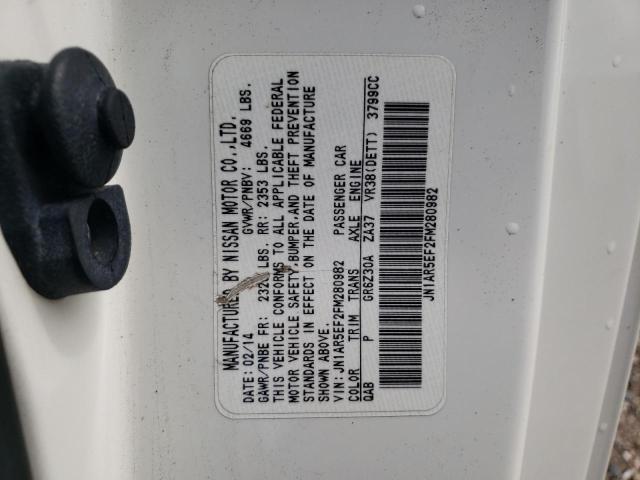 MANUFACTURED BY NISSAN MOTOR CO.,LTD.
DATE: 02/14 GVWR/PNBV: 4669 LBS.
GAWR/PNBE FR: 232 LBS. RR: 2353 LBS.
THIS VEHICLE CONFORMS TO ALL APPLICABLE FEDERAL
MOTOR VEHICLE SAFETY,BUMPER,AND THEFT PREVENTION
STANDARDS IN EFFECT ON THE DATE OF MANUFACTURE
SHOWN ABOVE.
VIN: JN1AR5EF2FM280982 PASSENGER CAR
COLOR TRIM TRANS AXLE ENGINE
QAB P GR6Z30A ZA37 VR38(DETT) 3799CC
JN1AR5EF2FM280982